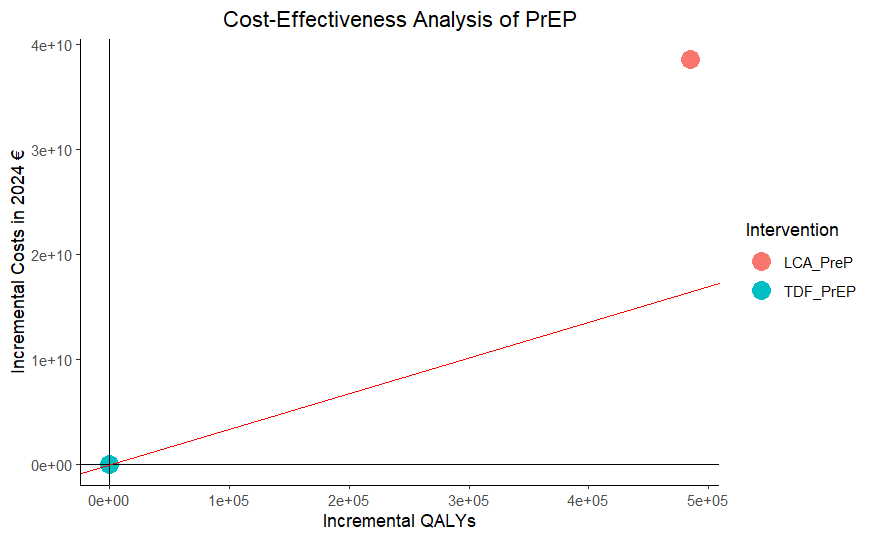 Cost-Effectiveness Analysis of PrEP
Incremental Costs in 2024 €
4e+10
3e+10
2e+10
1e+10
0e+00
0e+00 1e+05 2e+05 3e+05 4e+05 5e+05
Incremental QALYs
Intervention
LCA_PreP
TDF_PrEP